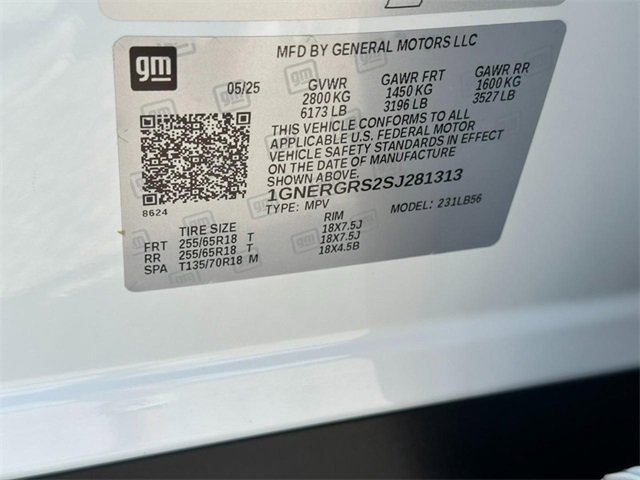 gm
MFD BY GENERAL MOTORS LLC
05/25 GVWR GAWR FRT GAWR RR
2800 KG 1450 KG 1600 KG
6173 LB 3196 LB 3527 LB
THIS VEHICLE CONFORMS TO ALL
APPLICABLE U.S. FEDERAL MOTOR
VEHICLE SAFETY STANDARDS IN EFFECT
ON THE DATE OF MANUFACTURE
1GNERGRS2SJ281313
8624 TYPE: MPV MODEL: 231LB56
TIRE SIZE RIM
FRT 255/65R18 T 18X7.5J
RR 255/65R18 T 18X7.5J
SPA T135/70R18 M 18X4.5B